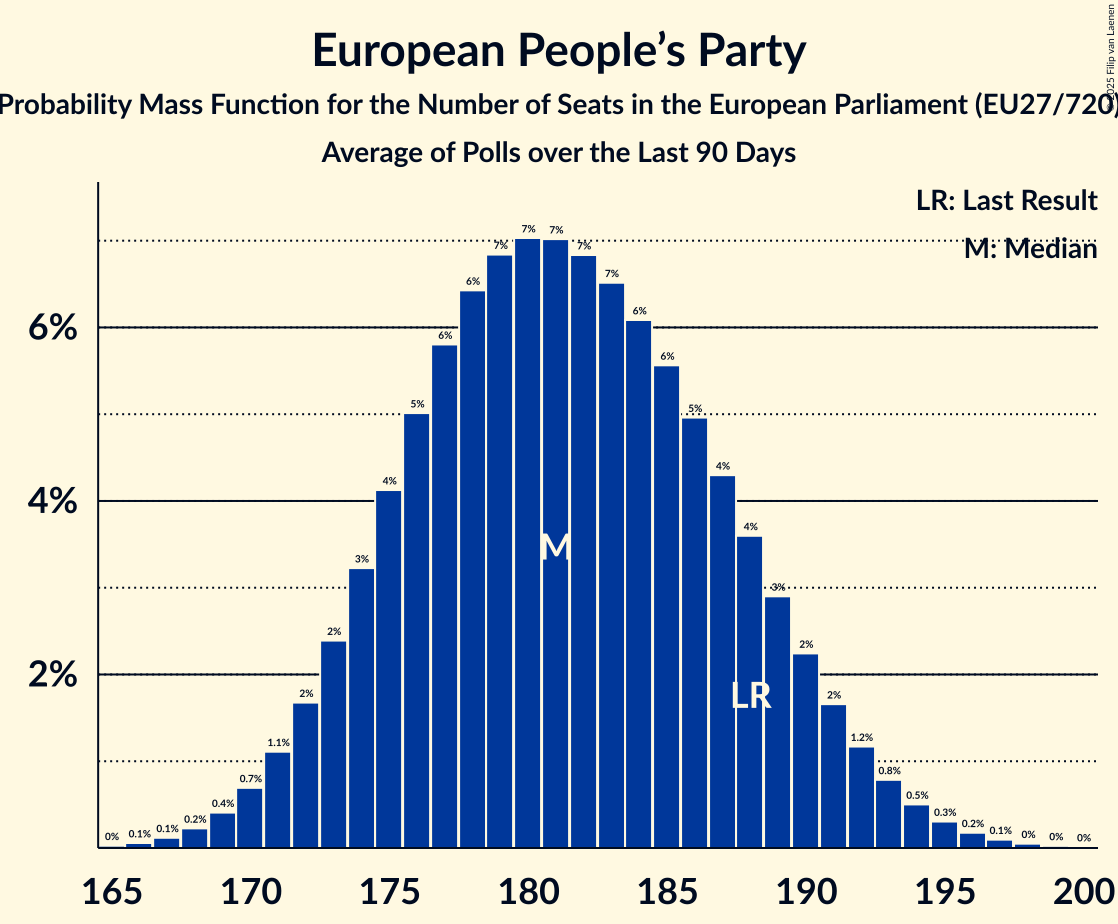 European People’s Party
Probability Mass Function for the Number of Seats in the European Parliament (EU27/720)
Average of Polls over the Last 90 Days
© 2025 Filip van Laenen
LR: Last Result
M: Median
6%
4%
2%
0% 0.1% 0.1% 0.2% 0.4% 0.7% 1.1% 2% 2% 3% 4% 5% 6% 6% 7% 7% 7% 7% 7% 6% 6% 5% 4% 4% 3% 2% 2% 1.2% 0.8% 0.5% 0.3% 0.2% 0.1% 0% 0% 0%
M
LR
165 170 175 180 185 190 195 200